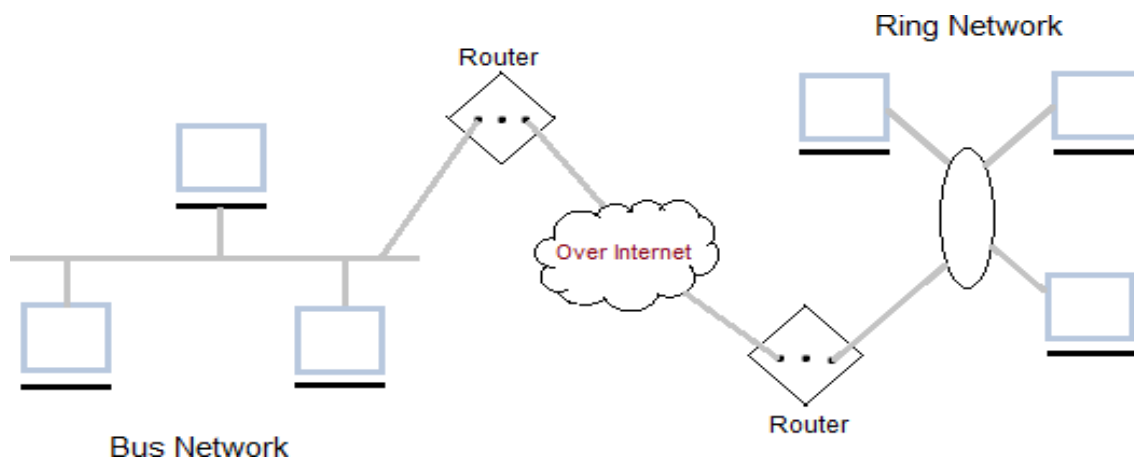 Ring Network
Router
Over Internet
Router
Bus Network